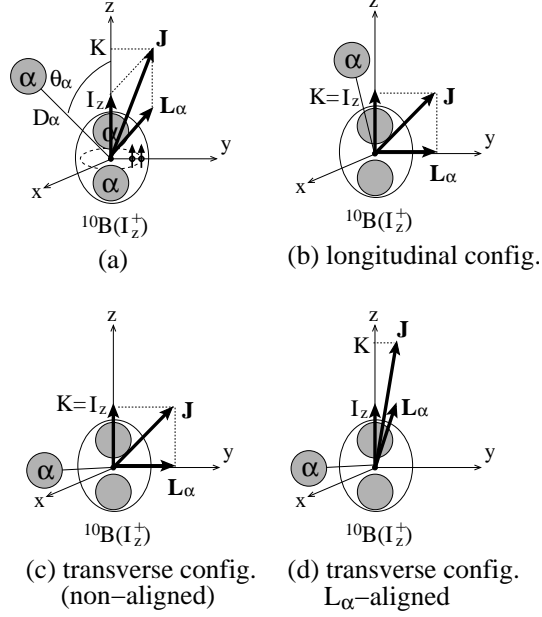 z
K
J
α
θα
Iz
Lα
Dα
α
y
x
α
10B(Iz+)
(a)
z
α
K=Iz
J
y
x
Lα
10B(Iz+)
(b) longitudinal config.
z
K=Iz
J
y
α
x
Lα
10B(Iz+)
(c) transverse config.
(non−aligned)
z
K
J
Iz
Lα
y
α
x
10B(Iz+)
(d) transverse config.
Lα−aligned